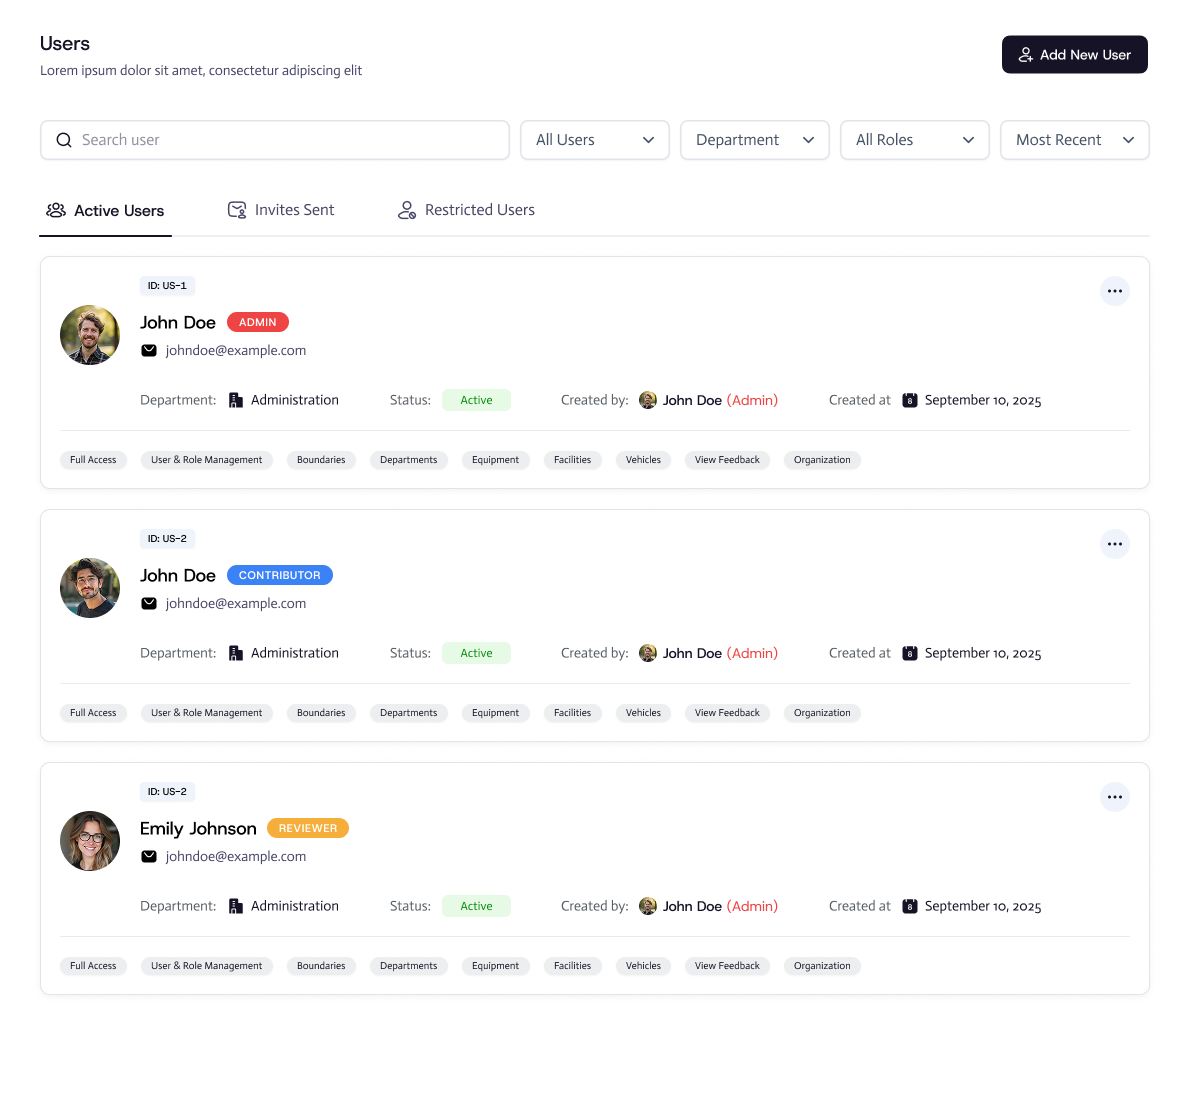 Users
Lorem ipsum dolor sit amet, consectetur adipiscing elit
Add New User
Search user
All Users
Department
All Roles
Most Recent
Active Users
Invites Sent
Restricted Users
ID: US-1
John Doe ADMIN
johndoe@example.com
Department: Administration Status: Active Created by: John Doe (Admin) Created at 8 September 10, 2025
Full Access User & Role Management Boundaries Departments Equipment Facilities Vehicles View Feedback Organization
ID: US-2
John Doe CONTRIBUTOR
johndoe@example.com
Department: Administration Status: Active Created by: John Doe (Admin) Created at 8 September 10, 2025
Full Access User & Role Management Boundaries Departments Equipment Facilities Vehicles View Feedback Organization
ID: US-2
Emily Johnson REVIEWER
johndoe@example.com
Department: Administration Status: Active Created by: John Doe (Admin) Created at 8 September 10, 2025
Full Access User & Role Management Boundaries Departments Equipment Facilities Vehicles View Feedback Organization